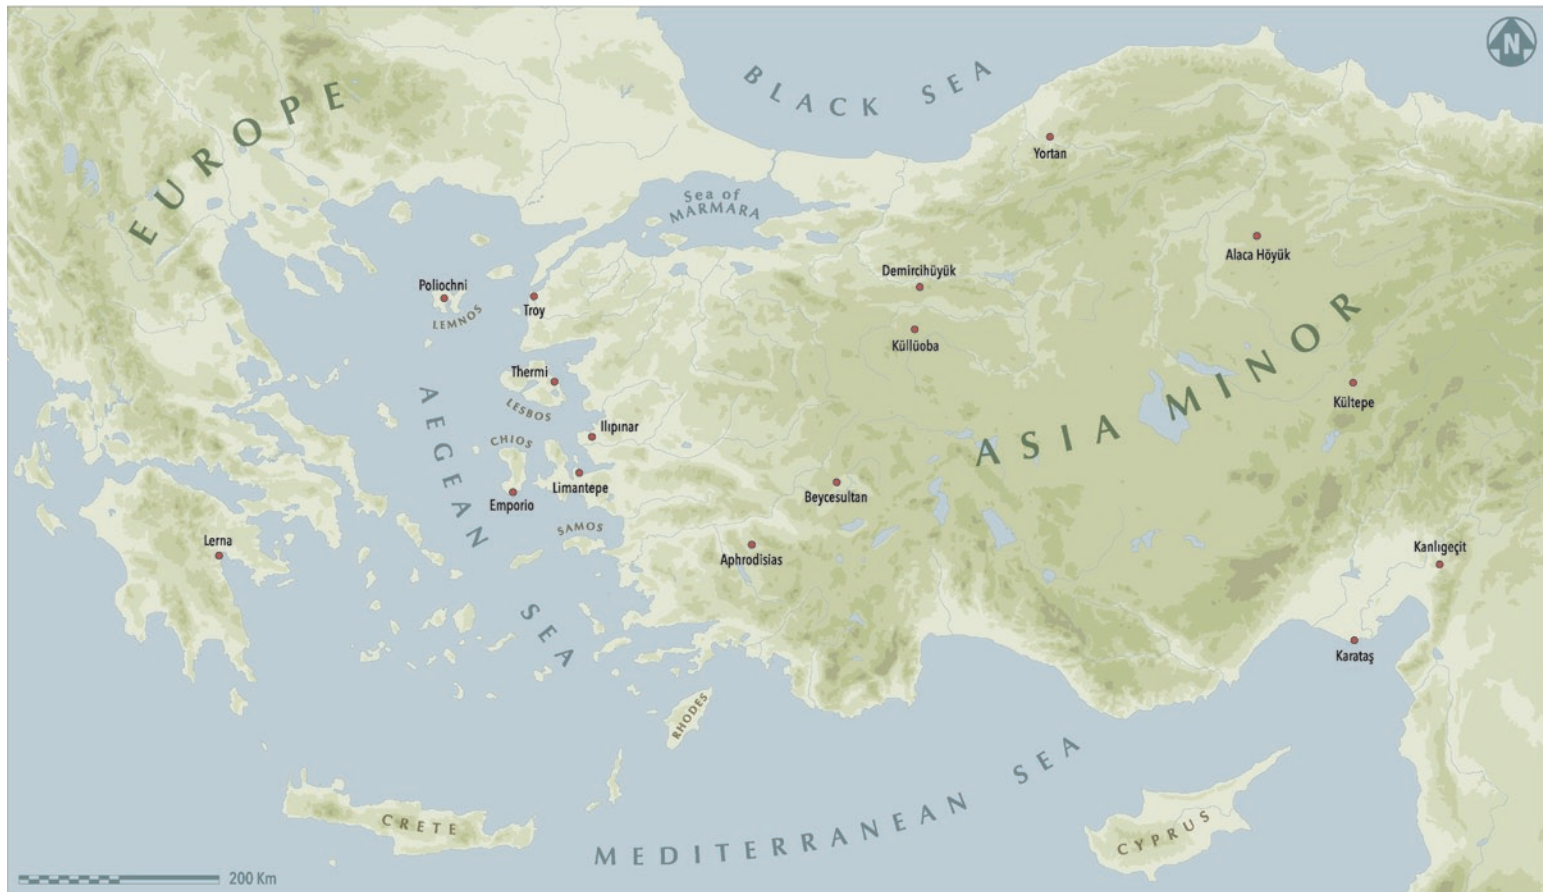 N
BLACK SEA
EUROPE
Yortan
Sea of
MARMARA
Alaca Höyük
Demircihüyük
Poliochni
LEMNOS
Troy
Küllüoba
ASIA MINOR
Thermi
LESBOS
Kültepe
AEGEAN SEA
Ilıpınar
CHIOS
Limantepe
Emporio
Beycesultan
SAMOS
Lerna
Aphrodisias
Kanlıgeçit
Karataş
RHODES
MEDITERRANEAN SEA
CRETE
CYPRUS
200 Km